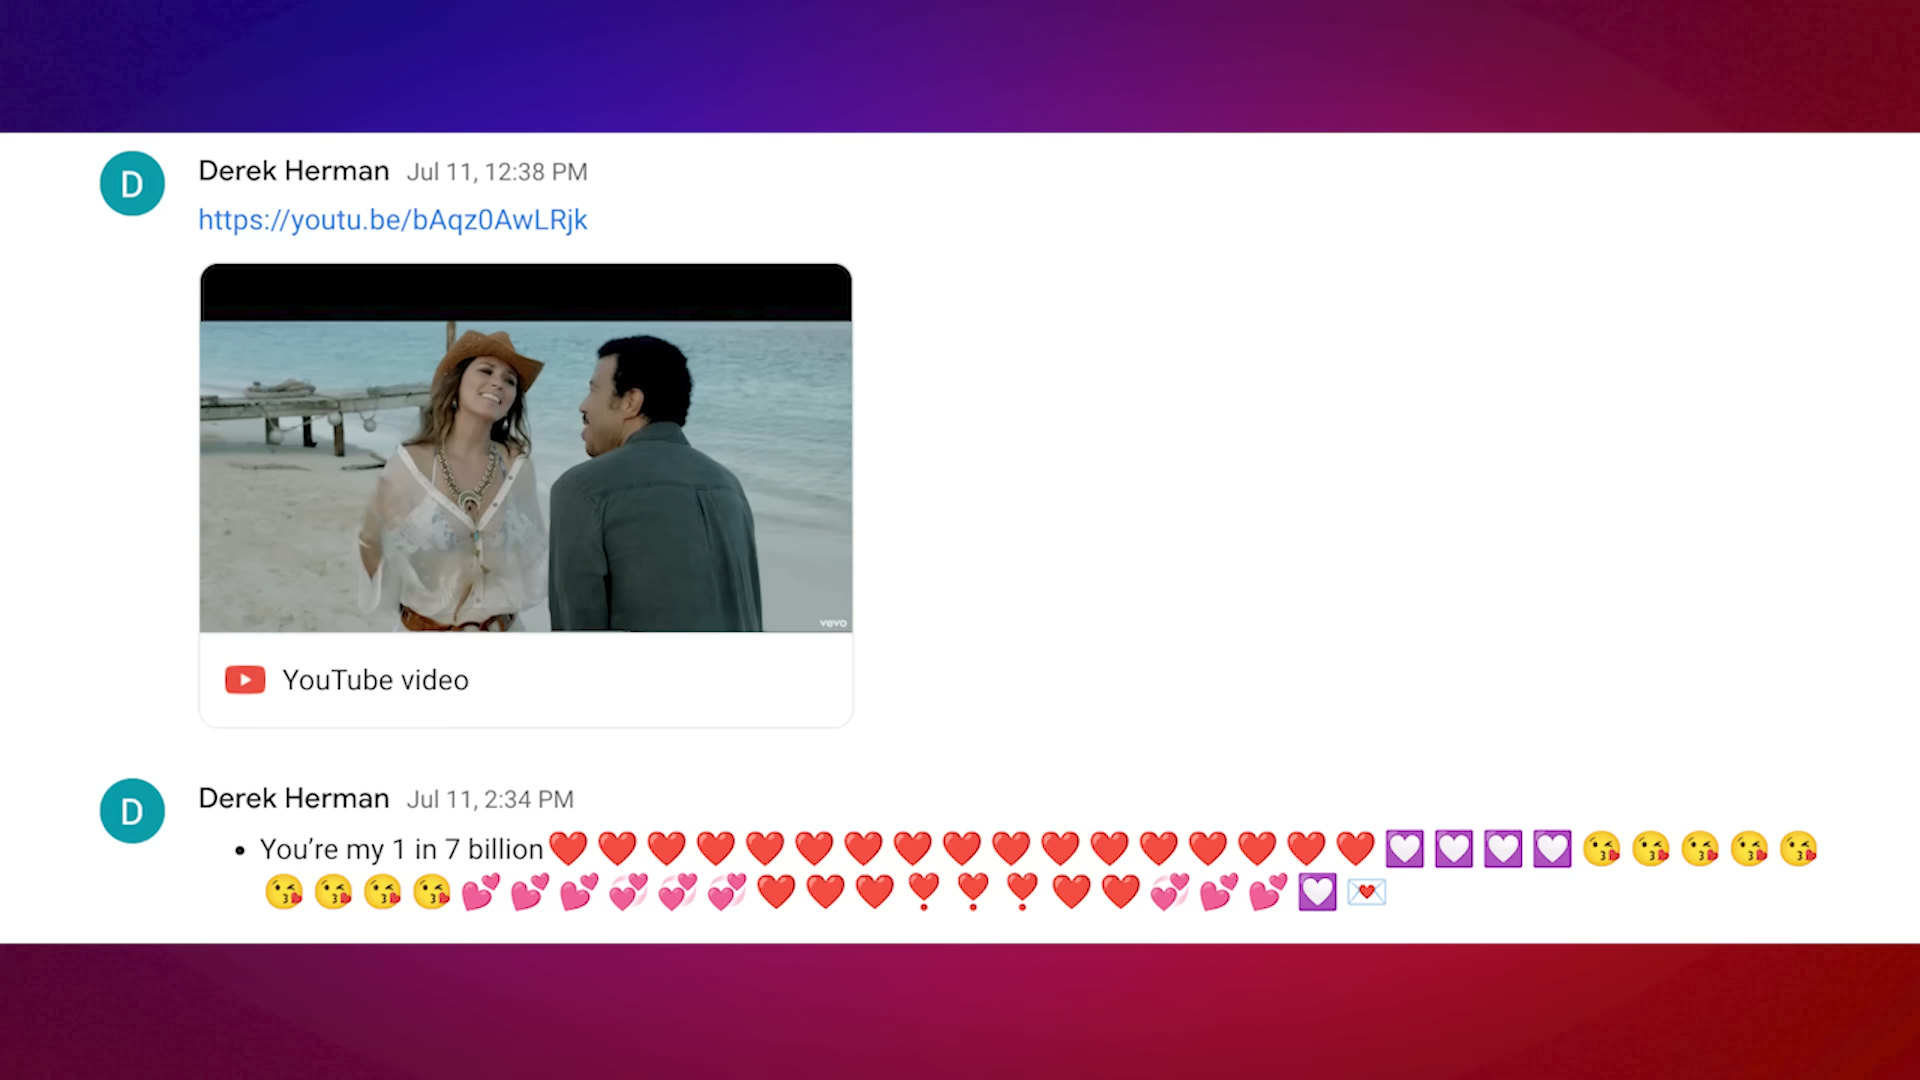 D
Derek Herman Jul 11, 12:38 PM
https://youtu.be/bAqz0AwLRjk
vevo
YouTube video
D
Derek Herman Jul 11, 2:34 PM
• You’re my 1 in 7 billion❤️❤️❤️❤️❤️❤️❤️❤️❤️❤️❤️❤️❤️❤️❤️❤️❤️💟💟💟💟😘😘😘😘😘
😘😘😘😘💕💕💕💞💞💞❤️❤️❤️❣️❣️❣️❤️❤️💞💕💕💟💌